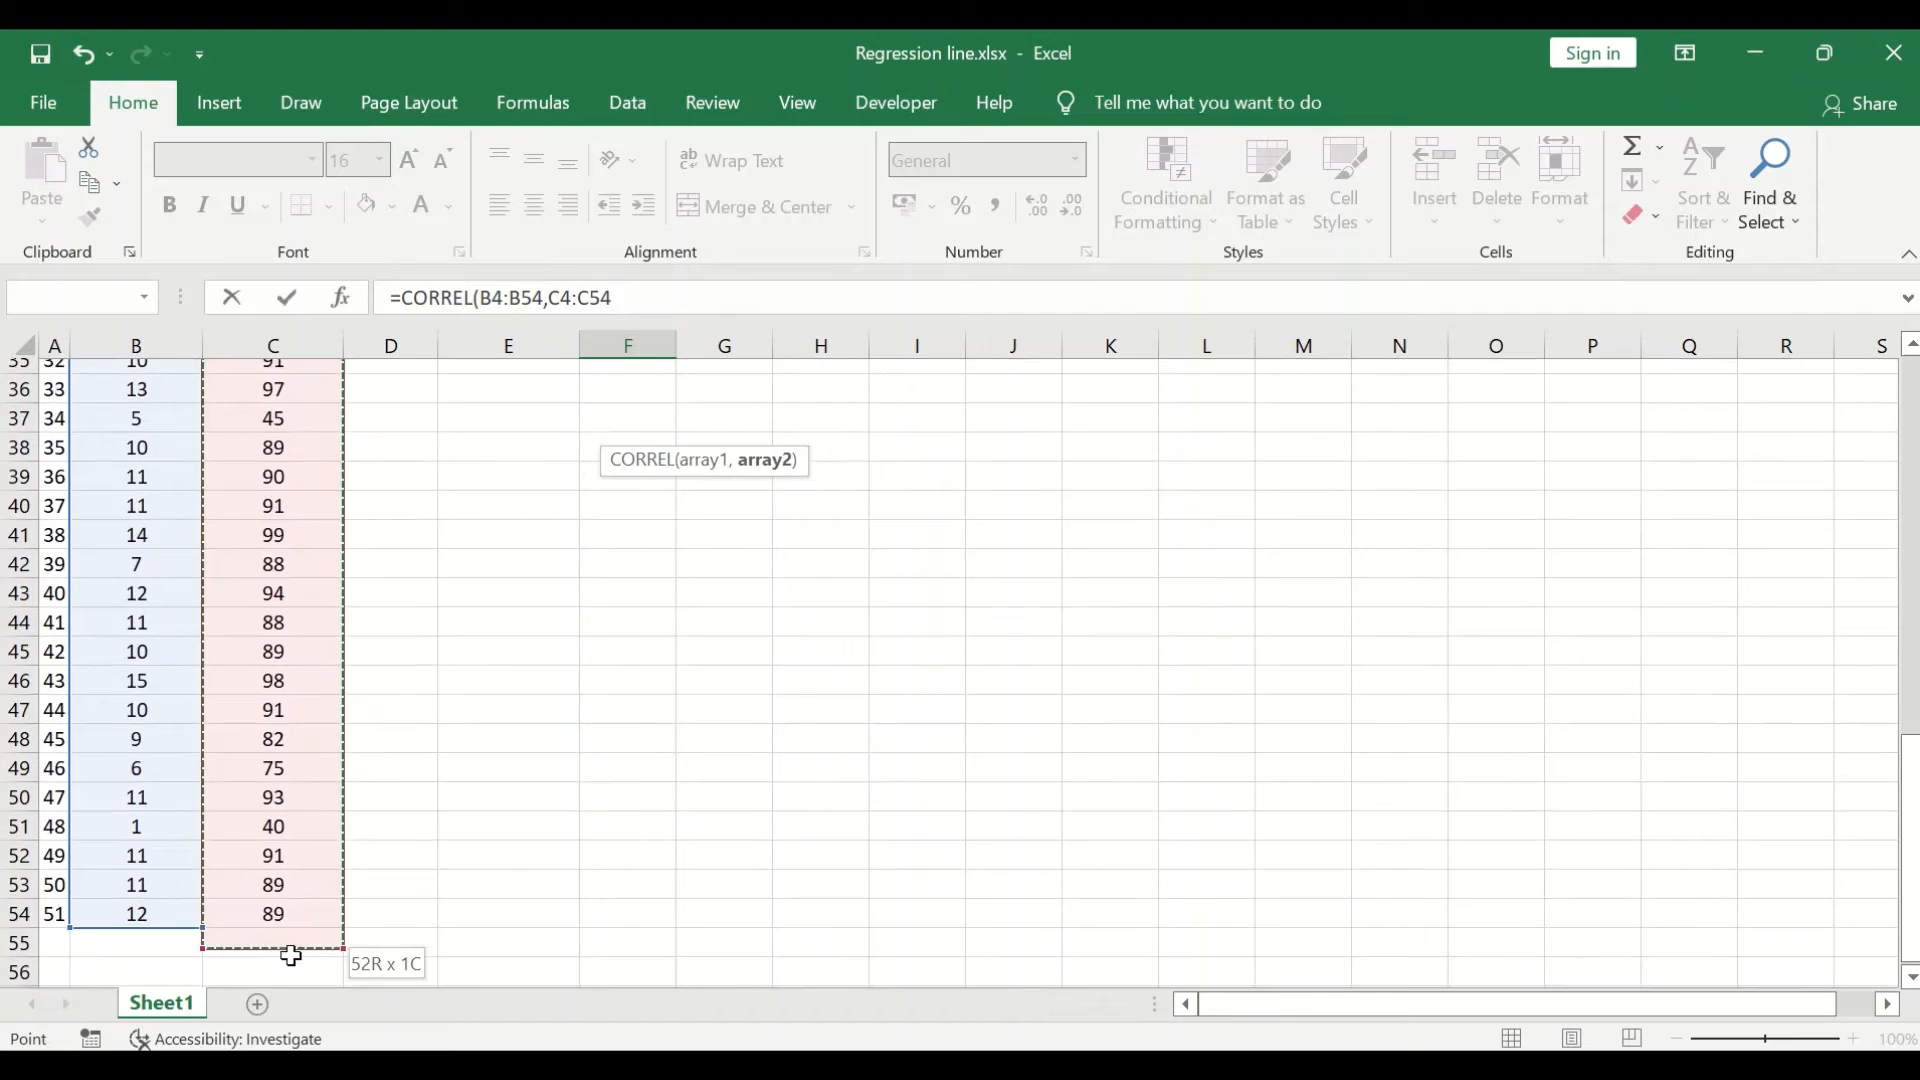 Regression line.xlsx - Excel
Sign in
File Home Insert Draw Page Layout Formulas Data Review View Developer Help Tell me what you want to do Share
Paste
Clipboard
16
B I U
Font
Wrap Text
Merge & Center
Alignment
General
Number
Conditional Formatting
Format as Table
Cell Styles
Styles
Insert
Delete
Format
Cells
Sort & Filter
Find & Select
Editing
fx =CORREL(B4:B54,C4:C54
A B C D E F G H I J K L M N O P Q R S
35 32 10 91
36 33 13 97
37 34 5 45
38 35 10 89
CORREL(array1, array2)
39 36 11 90
40 37 11 91
41 38 14 99
42 39 7 88
43 40 12 94
44 41 11 88
45 42 10 89
46 43 15 98
47 44 10 91
48 45 9 82
49 46 6 75
50 47 11 93
51 48 1 40
52 49 11 91
53 50 11 89
54 51 12 89
55
52R x 1C
56
Sheet1
Point Accessibility: Investigate 100%